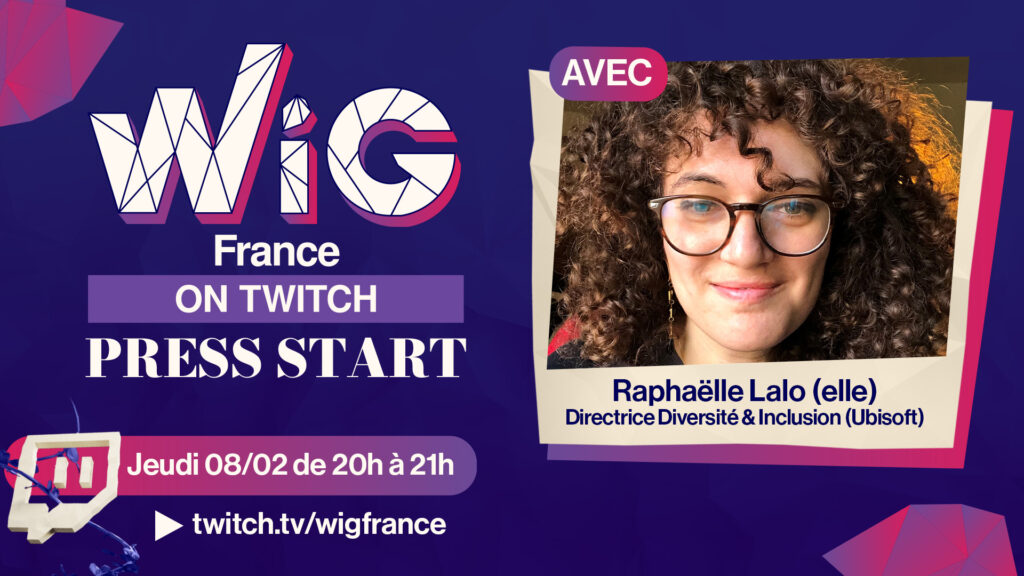 WiG
France
ON TWITCH
PRESS START
Jeudi 08/02 de 20h à 21h
twitch.tv/wigfrance
AVEC
Raphaëlle Lalo (elle)
Directrice Diversité & Inclusion (Ubisoft)